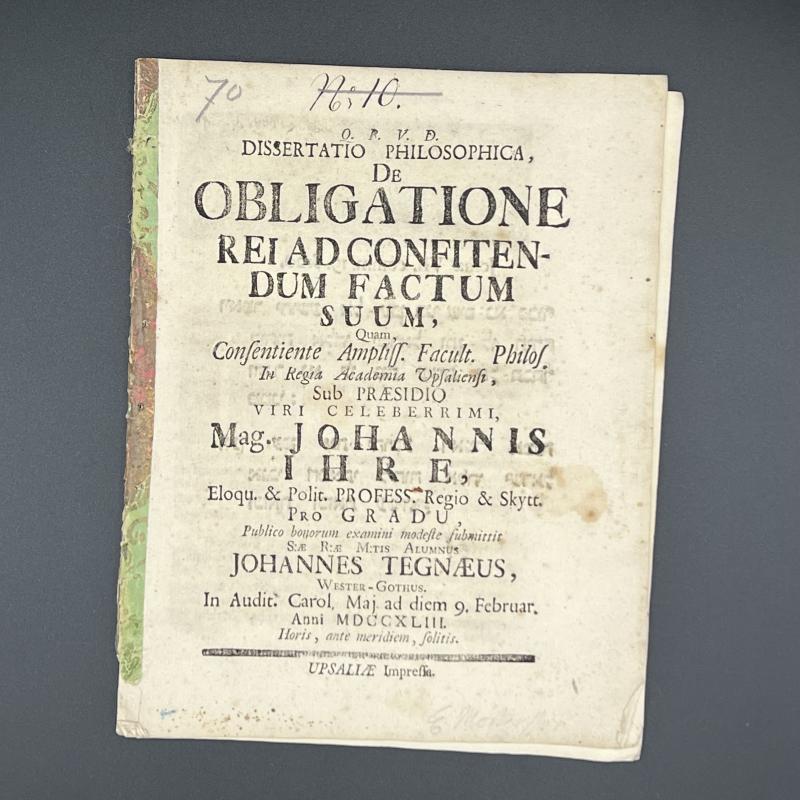 70
No 10.
O. F. V. D.
DISSERTATIO PHILOSOPHICA,
DE
OBLIGATIONE
REI AD CONFITEN-
DUM FACTUM
SUUM,
Quam,
Conſentiente Ampliſſ. Facult. Philoſ.
In Regia Academia Upſalienſi,
Sub PRÆSIDIO
VIRI CELEBERRIMI,
Mag. JOHANNIS
IHRE,
Eloqu. & Polit. PROFESS. Regio & Skytt.
PRO GRADU,
Publico bonorum examini modeſte ſubmittit
S:Æ R:Æ M:TIS ALUMNUS
JOHANNES TEGNÆUS,
WESTER-GOTHUS.
In Audit. Carol. Maj. ad diem 9. Februar.
Anni MDCCXLIII.
Horis, ante meridiem, ſolitis.
UPSALIÆ Impreſſa.